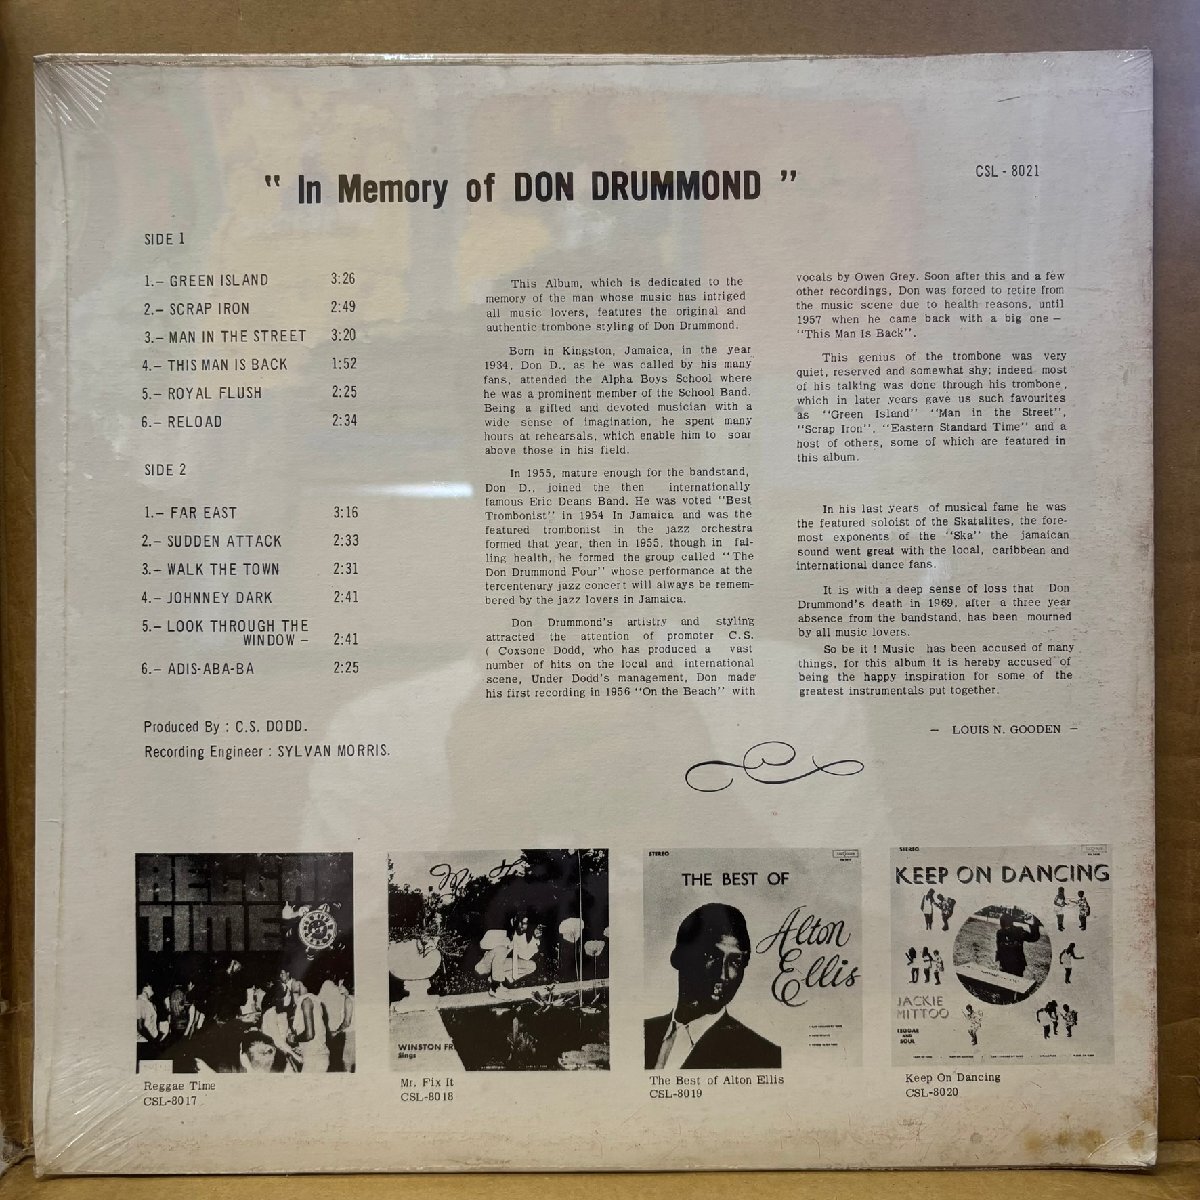 " In Memory of DON DRUMMOND "
CSL - 8021
SIDE 1
1.- GREEN ISLAND 3:26
2.- SCRAP IRON 2:49
3.- MAN IN THE STREET 3:20
4.- THIS MAN IS BACK 1:52
5.- ROYAL FLUSH 2:25
6.- RELOAD 2:34
SIDE 2
1.- FAR EAST 3:16
2.- SUDDEN ATTACK 2:33
3.- WALK THE TOWN 2:31
4.- JOHNNEY DARK 2:41
5.- LOOK THROUGH THE
WINDOW - 2:41
6.- ADIS-ABA-BA 2:25
Produced By : C.S. DODD.
Recording Engineer : SYLVAN MORRIS.
This Album, which is dedicated to the
memory of the man whose music has intriged
all music lovers, features the original and
authentic trombone styling of Don Drummond.
Born in Kingston, Jamaica, in the year
1934, Don D., as he was called by his many
fans, attended the Alpha Boys School where
he was a prominent member of the School Band.
Being a gifted and devoted musician with a
wide sense of imagination, he spent many
hours at rehearsals, which enable him to soar
above those in his field.
In 1955, mature enough for the bandstand,
Don D., joined the then internationally
famous Eric Deans Band. He was voted "Best
Trombonist" in 1954 In Jamaica and was the
featured trombonist in the jazz orchestra
formed that year, then in 1955, though in fal-
ling health, he formed the group called "The
Don Drummond Four" whose performance at the
tercentenary jazz concert will always be remem-
bered by the jazz lovers in Jamaica.
Don Drummond's artistry and styling
attracted the attention of promoter C.S.
( Coxsone Dodd, who has produced a vast
number of hits on the local and international
scene, Under Dodd's management, Don made
his first recording in 1956 "On the Beach" with
vocals by Owen Grey. Soon after this and a few
other recordings, Don was forced to retire from
the music scene due to health reasons, until
1957 when he came back with a big one -
"This Man Is Back".
This genius of the trombone was very
quiet, reserved and somewhat shy; indeed most
of his talking was done through his trombone,
which in later years gave us such favourites
as "Green Island" "Man in the Street",
"Scrap Iron", "Eastern Standard Time" and a
host of others, some of which are featured in
this album.
In his last years of musical fame he was
the featured soloist of the Skatalites, the fore-
most exponents of the "Ska" the jamaican
sound went great with the local, caribbean and
international dance fans.
It is with a deep sense of loss that Don
Drummond's death in 1969, after a three year
absence from the bandstand, has been mourned
by all music lovers.
So be it ! Music has been accused of many
things, for this album it is hereby accused of
being the happy inspiration for some of the
greatest instrumentals put together.
- LOUIS N. GOODEN -
REGGAE
TIME
Reggae Time
CSL-8017
WINSTON FR
Sings
Mr. Fix It
CSL-8018
STEREO
THE BEST OF
Alton
Ellis
The Best of Alton Ellis
CSL-8019
STEREO
KEEP ON DANCING
JACKIE
MITTOO
REGGAE
AND
SOUL
Keep On Dancing
CSL-8020